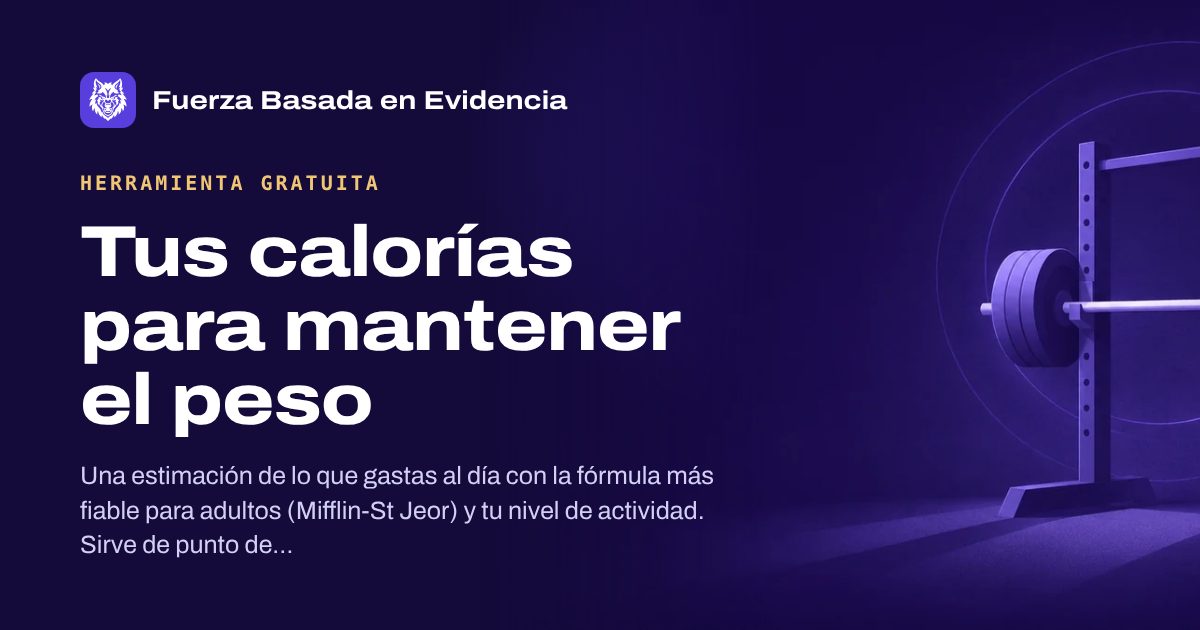 Fuerza Basada en Evidencia
HERRAMIENTA GRATUITA
Tus calorías
para mantener
el peso
Una estimación de lo que gastas al día con la fórmula más
fiable para adultos (Mifflin-St Jeor) y tu nivel de actividad.
Sirve de punto de...